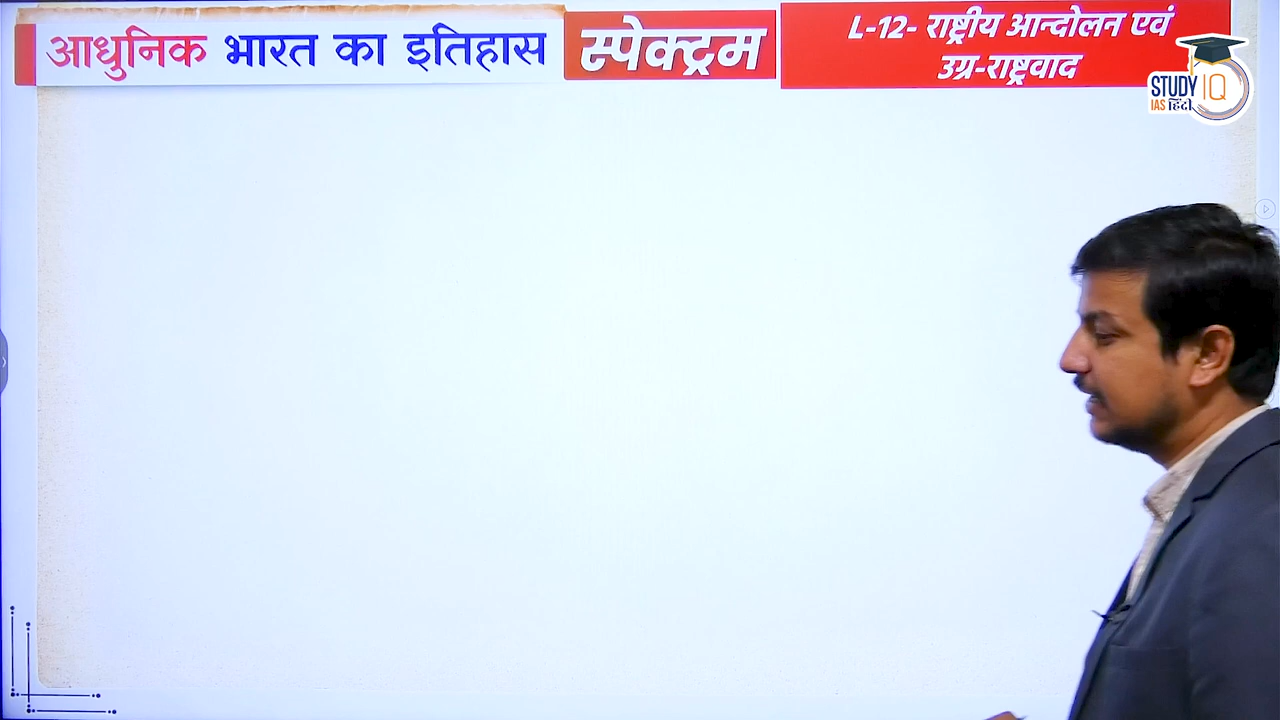 आधुनिक भारत का इतिहास
स्पेक्ट्रम
L-12- राष्ट्रीय आन्दोलन एवं
उग्र-राष्ट्रवाद
STUDY IQ
IAS हिंदी